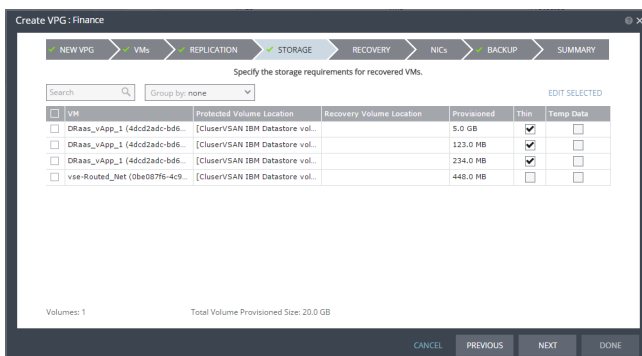 Create VPG : Finance
NEW VPG VMs REPLICATION STORAGE RECOVERY NICs BACKUP SUMMARY
Specify the storage requirements for recovered VMs.
Search Group by: none EDIT SELECTED
VM Protected Volume Location Recovery Volume Location Provisioned Thin Temp Data
DRaas_vApp_1 (4dcd2adc-bd6... [CluserVSAN IBM Datastore vol... 5.0 GB
DRaas_vApp_1 (4dcd2adc-bd6... [CluserVSAN IBM Datastore vol... 123.0 MB
DRaas_vApp_1 (4dcd2adc-bd6... [CluserVSAN IBM Datastore vol... 234.0 MB
vse-Routed_Net (0be087f6-4c9... [CluserVSAN IBM Datastore vol... 448.0 MB
Volumes: 1 Total Volume Provisioned Size: 20.0 GB
CANCEL PREVIOUS NEXT DONE